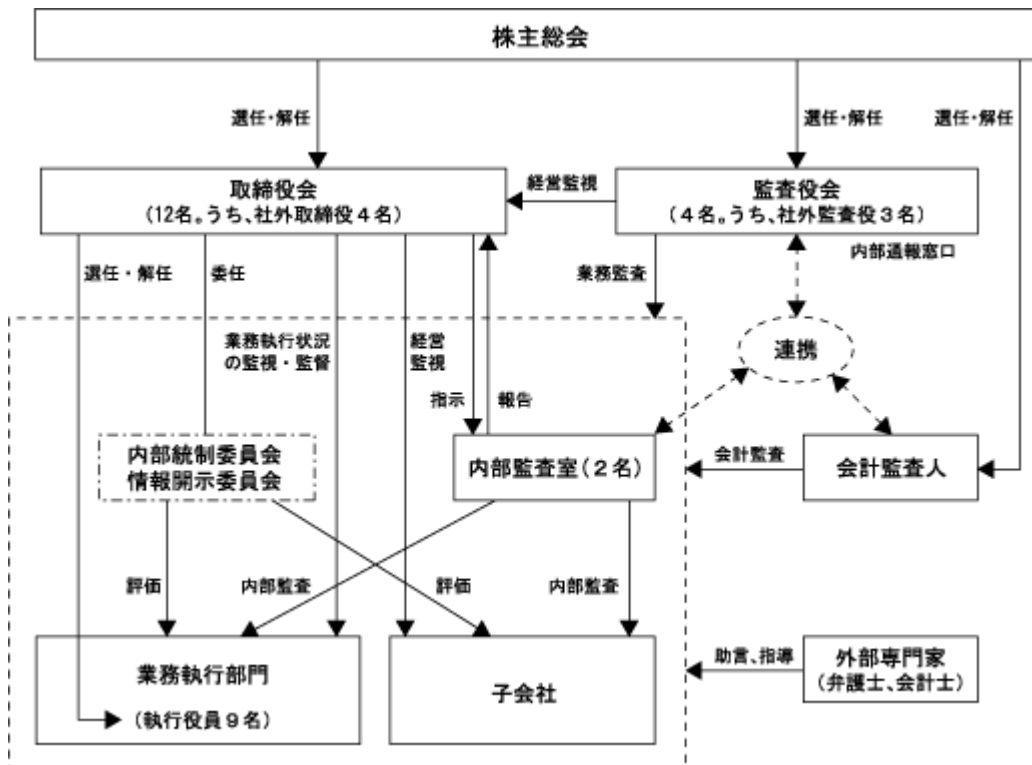 株主総会
選任・解任
選任・解任
選任・解任
取締役会
(12名。うち、社外取締役4名)
経営監視
監査役会
(4名。うち、社外監査役3名)
選任・解任
委任
業務監査
内部通報窓口
業務執行状況
の監視・監督
経営
監視
連携
指示
報告
内部統制委員会
情報開示委員会
内部監査室(2名)
会計監査
会計監査人
評価
内部監査
評価
内部監査
業務執行部門
(執行役員9名)
子会社
助言、指導
外部専門家
(弁護士、会計士)